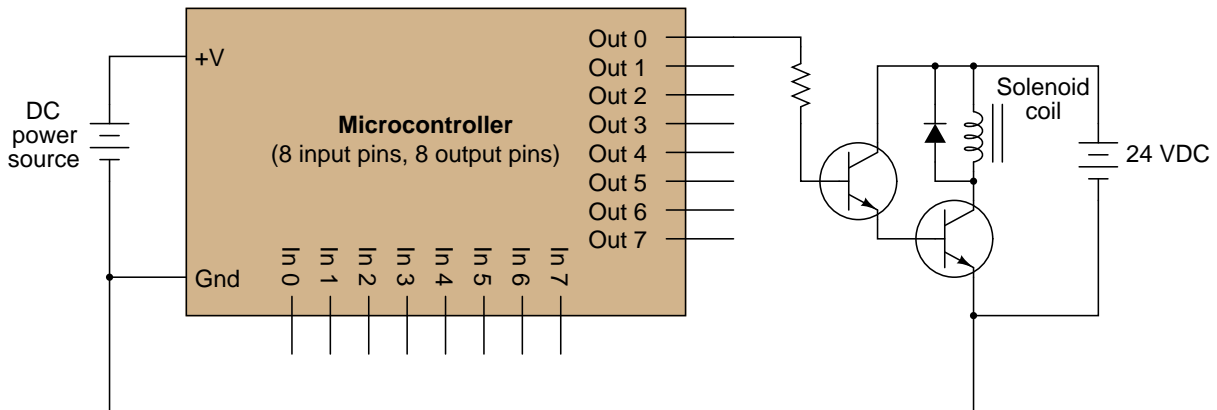 +V
DC
power
source
Microcontroller
(8 input pins, 8 output pins)
Gnd
In 0
In 1
In 2
In 3
In 4
In 5
In 6
In 7
Out 0
Out 1
Out 2
Out 3
Out 4
Out 5
Out 6
Out 7
Solenoid
coil
24 VDC